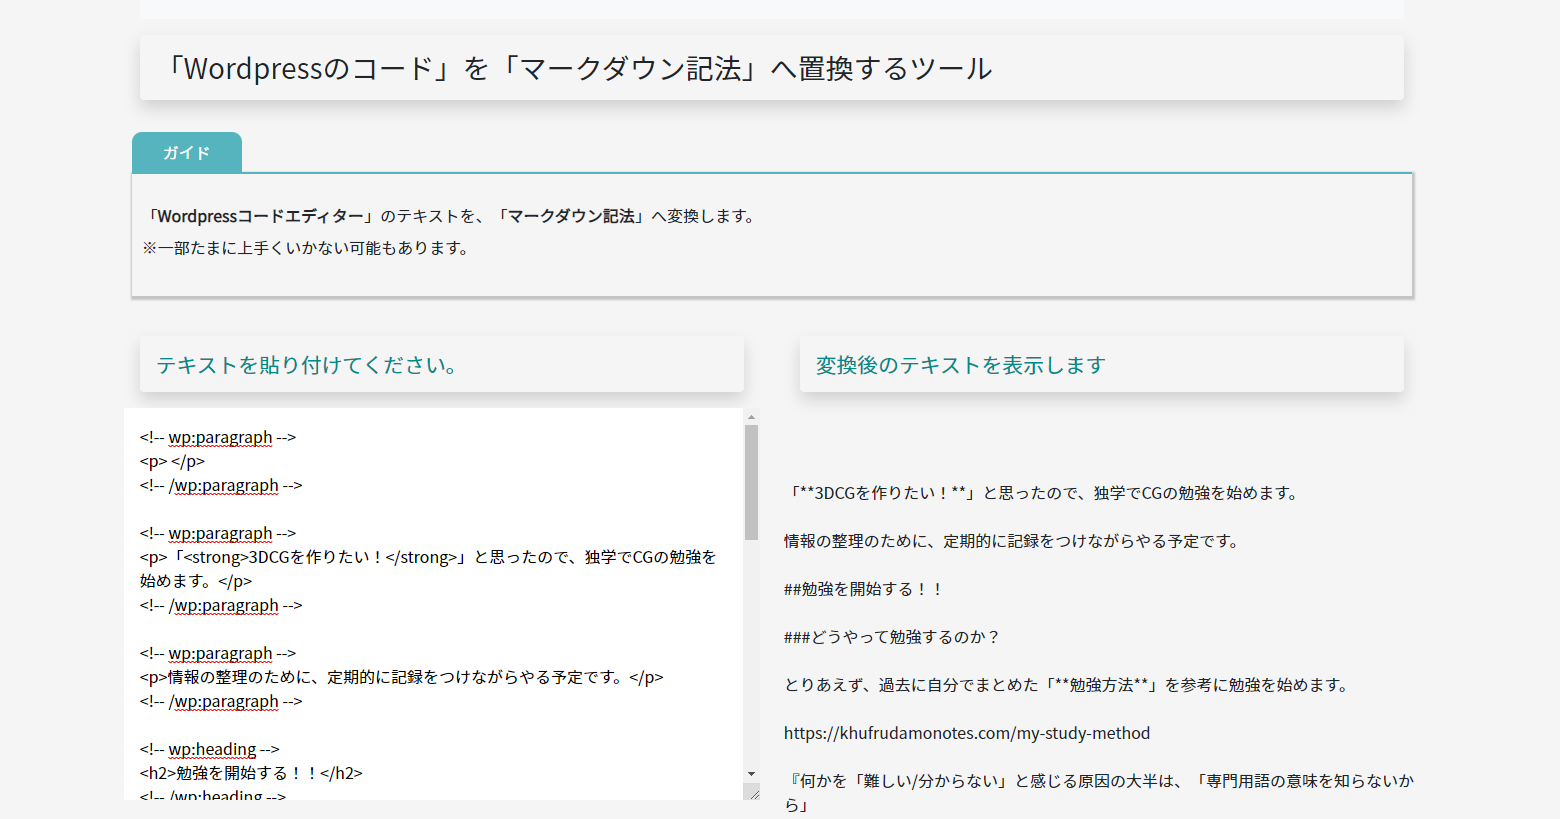 「Wordpressのコード」を「マークダウン記法」へ置換するツール
ガイド
「Wordpressコードエディター」のテキストを、「マークダウン記法」へ変換します。
※一部たまに上手くいかない可能もあります。
テキストを貼り付けてください。
<!-- wp:paragraph -->
<p> </p>
<!-- /wp:paragraph -->
<!-- wp:paragraph -->
<p>「<strong>3DCGを作りたい！</strong>」と思ったので、独学でCGの勉強を
始めます。</p>
<!-- /wp:paragraph -->
<!-- wp:paragraph -->
<p>情報の整理のために、定期的に記録をつけながらやる予定です。</p>
<!-- /wp:paragraph -->
<!-- wp:heading -->
<h2>勉強を開始する！！</h2>
<!-- /wp:heading -->
変換後のテキストを表示します
「**3DCGを作りたい！**」と思ったので、独学でCGの勉強を始めます。
情報の整理のために、定期的に記録をつけながらやる予定です。
##勉強を開始する！！
###どうやって勉強するのか？
とりあえず、過去に自分でまとめた「**勉強方法**」を参考に勉強を始めます。
https://khufrudamonotes.com/my-study-method
『何かを「難しい/分からない」と感じる原因の大半は、「専門用語の意味を知らないか
ら」